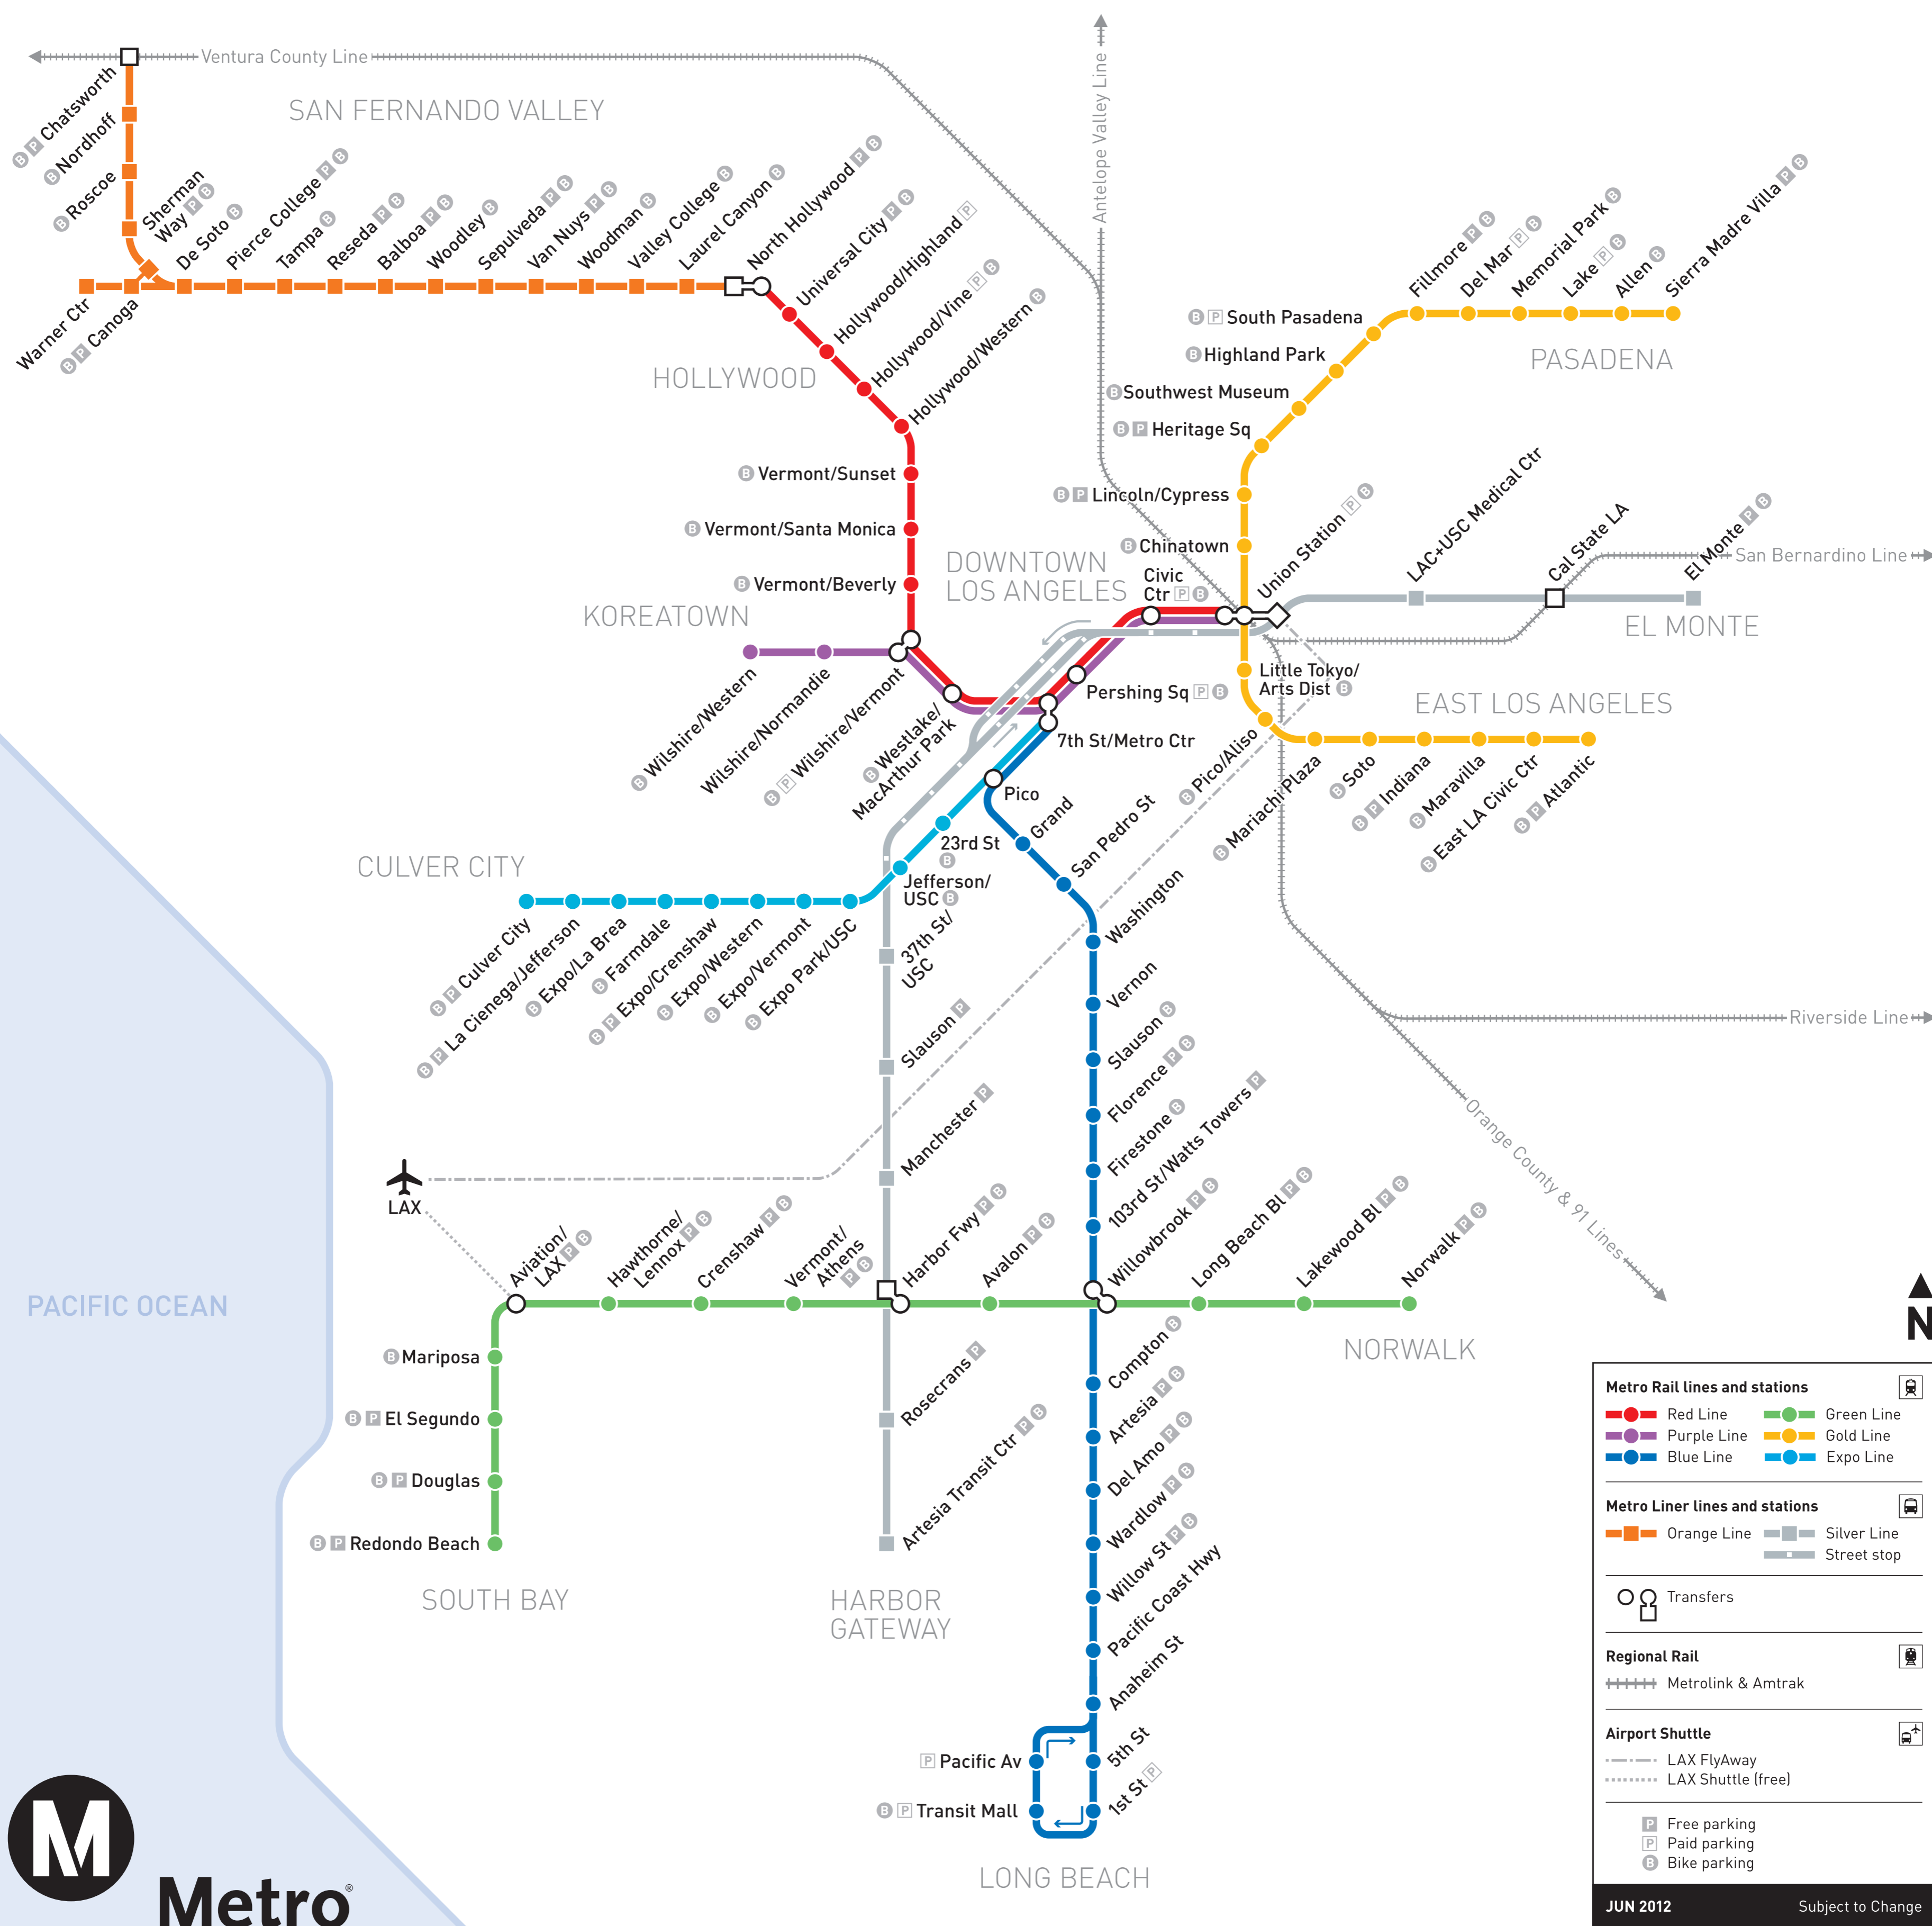 Ventura County Line
Antelope Valley Line
SAN FERNANDO VALLEY
B P Chatsworth
B Nordhoff
B Roscoe
Sherman
Way P B
De Soto B
Pierce College P B
Tampa B
Reseda P B
Balboa P B
Woodley B
Sepulveda P B
Van Nuys P B
Woodman B
Valley College B
Laurel Canyon B
North Hollywood P B
Warner Ctr
B P Canoga
Universal City P B
Hollywood/Highland P
Hollywood/Vine P B
Hollywood/Western B
HOLLYWOOD
B Vermont/Sunset
B Vermont/Santa Monica
B Vermont/Beverly
KOREATOWN
B Wilshire/Western
Wilshire/Normandie
B P Wilshire/Vermont
B Westlake/
MacArthur Park
DOWNTOWN
LOS ANGELES
Civic
Ctr P B
Pershing Sq P B
7th St/Metro Ctr
Fillmore P B
Del Mar P B
Memorial Park B
Lake P B
Allen B
Sierra Madre Villa P B
B P South Pasadena
PASADENA
B Highland Park
B Southwest Museum
B P Heritage Sq
B P Lincoln/Cypress
B Chinatown
Union Station P B
LAC+USC Medical Ctr
Cal State LA
El Monte P B
San Bernardino Line
EL MONTE
Little Tokyo/
Arts Dist B
EAST LOS ANGELES
B Pico/Aliso
B Mariachi Plaza
B Soto
B P Indiana
B Maravilla
B East LA Civic Ctr
B P Atlantic
Pico
Grand
San Pedro St
23rd St
B
Jefferson/
USC B
CULVER CITY
B P Culver City
B P La Cienega/Jefferson
B Expo/La Brea
B Farmdale
B P Expo/Crenshaw
B Expo/Western
B Expo/Vermont
B Expo Park/USC
37th St/
USC
Slauson P
Manchester P
Washington
Vernon
Slauson B
Florence P B
Firestone B
103rd St/Watts Towers P
Riverside Line
Orange County & 91 Lines
LAX
Aviation/
LAX P B
Hawthorne/
Lennox P B
Crenshaw P B
Vermont/
Athens
P B
Harbor Fwy P B
Avalon P B
Willowbrook P B
Long Beach Bl P B
Lakewood Bl P B
Norwalk P B
NORWALK
PACIFIC OCEAN
B Mariposa
B P El Segundo
B P Douglas
B P Redondo Beach
SOUTH BAY
Rosecrans P
Artesia Transit Ctr P B
HARBOR
GATEWAY
Compton B
Artesia P B
Del Amo P B
Wardlow P B
Willow St P B
Pacific Coast Hwy
Anaheim St
5th St
1st St P
P Pacific Av
B P Transit Mall
LONG BEACH
N
Metro Rail lines and stations
Red Line Green Line
Purple Line Gold Line
Blue Line Expo Line
Metro Liner lines and stations
Orange Line Silver Line
Street stop
Transfers
Regional Rail
Metrolink & Amtrak
Airport Shuttle
LAX FlyAway
LAX Shuttle (free)
P Free parking
P Paid parking
B Bike parking
JUN 2012 Subject to Change
M
Metro®